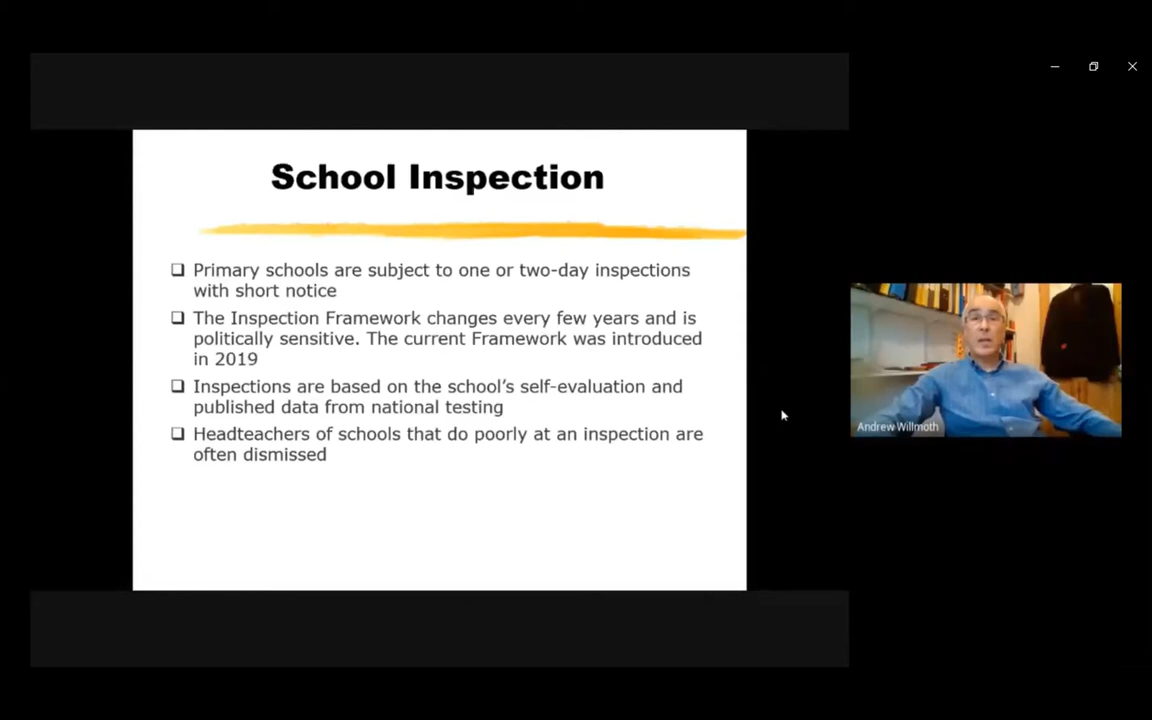 School Inspection
❑ Primary schools are subject to one or two-day inspections
with short notice
❑ The Inspection Framework changes every few years and is
politically sensitive. The current Framework was introduced
in 2019
❑ Inspections are based on the school’s self-evaluation and
published data from national testing
❑ Headteachers of schools that do poorly at an inspection are
often dismissed
Andrew Willmoth